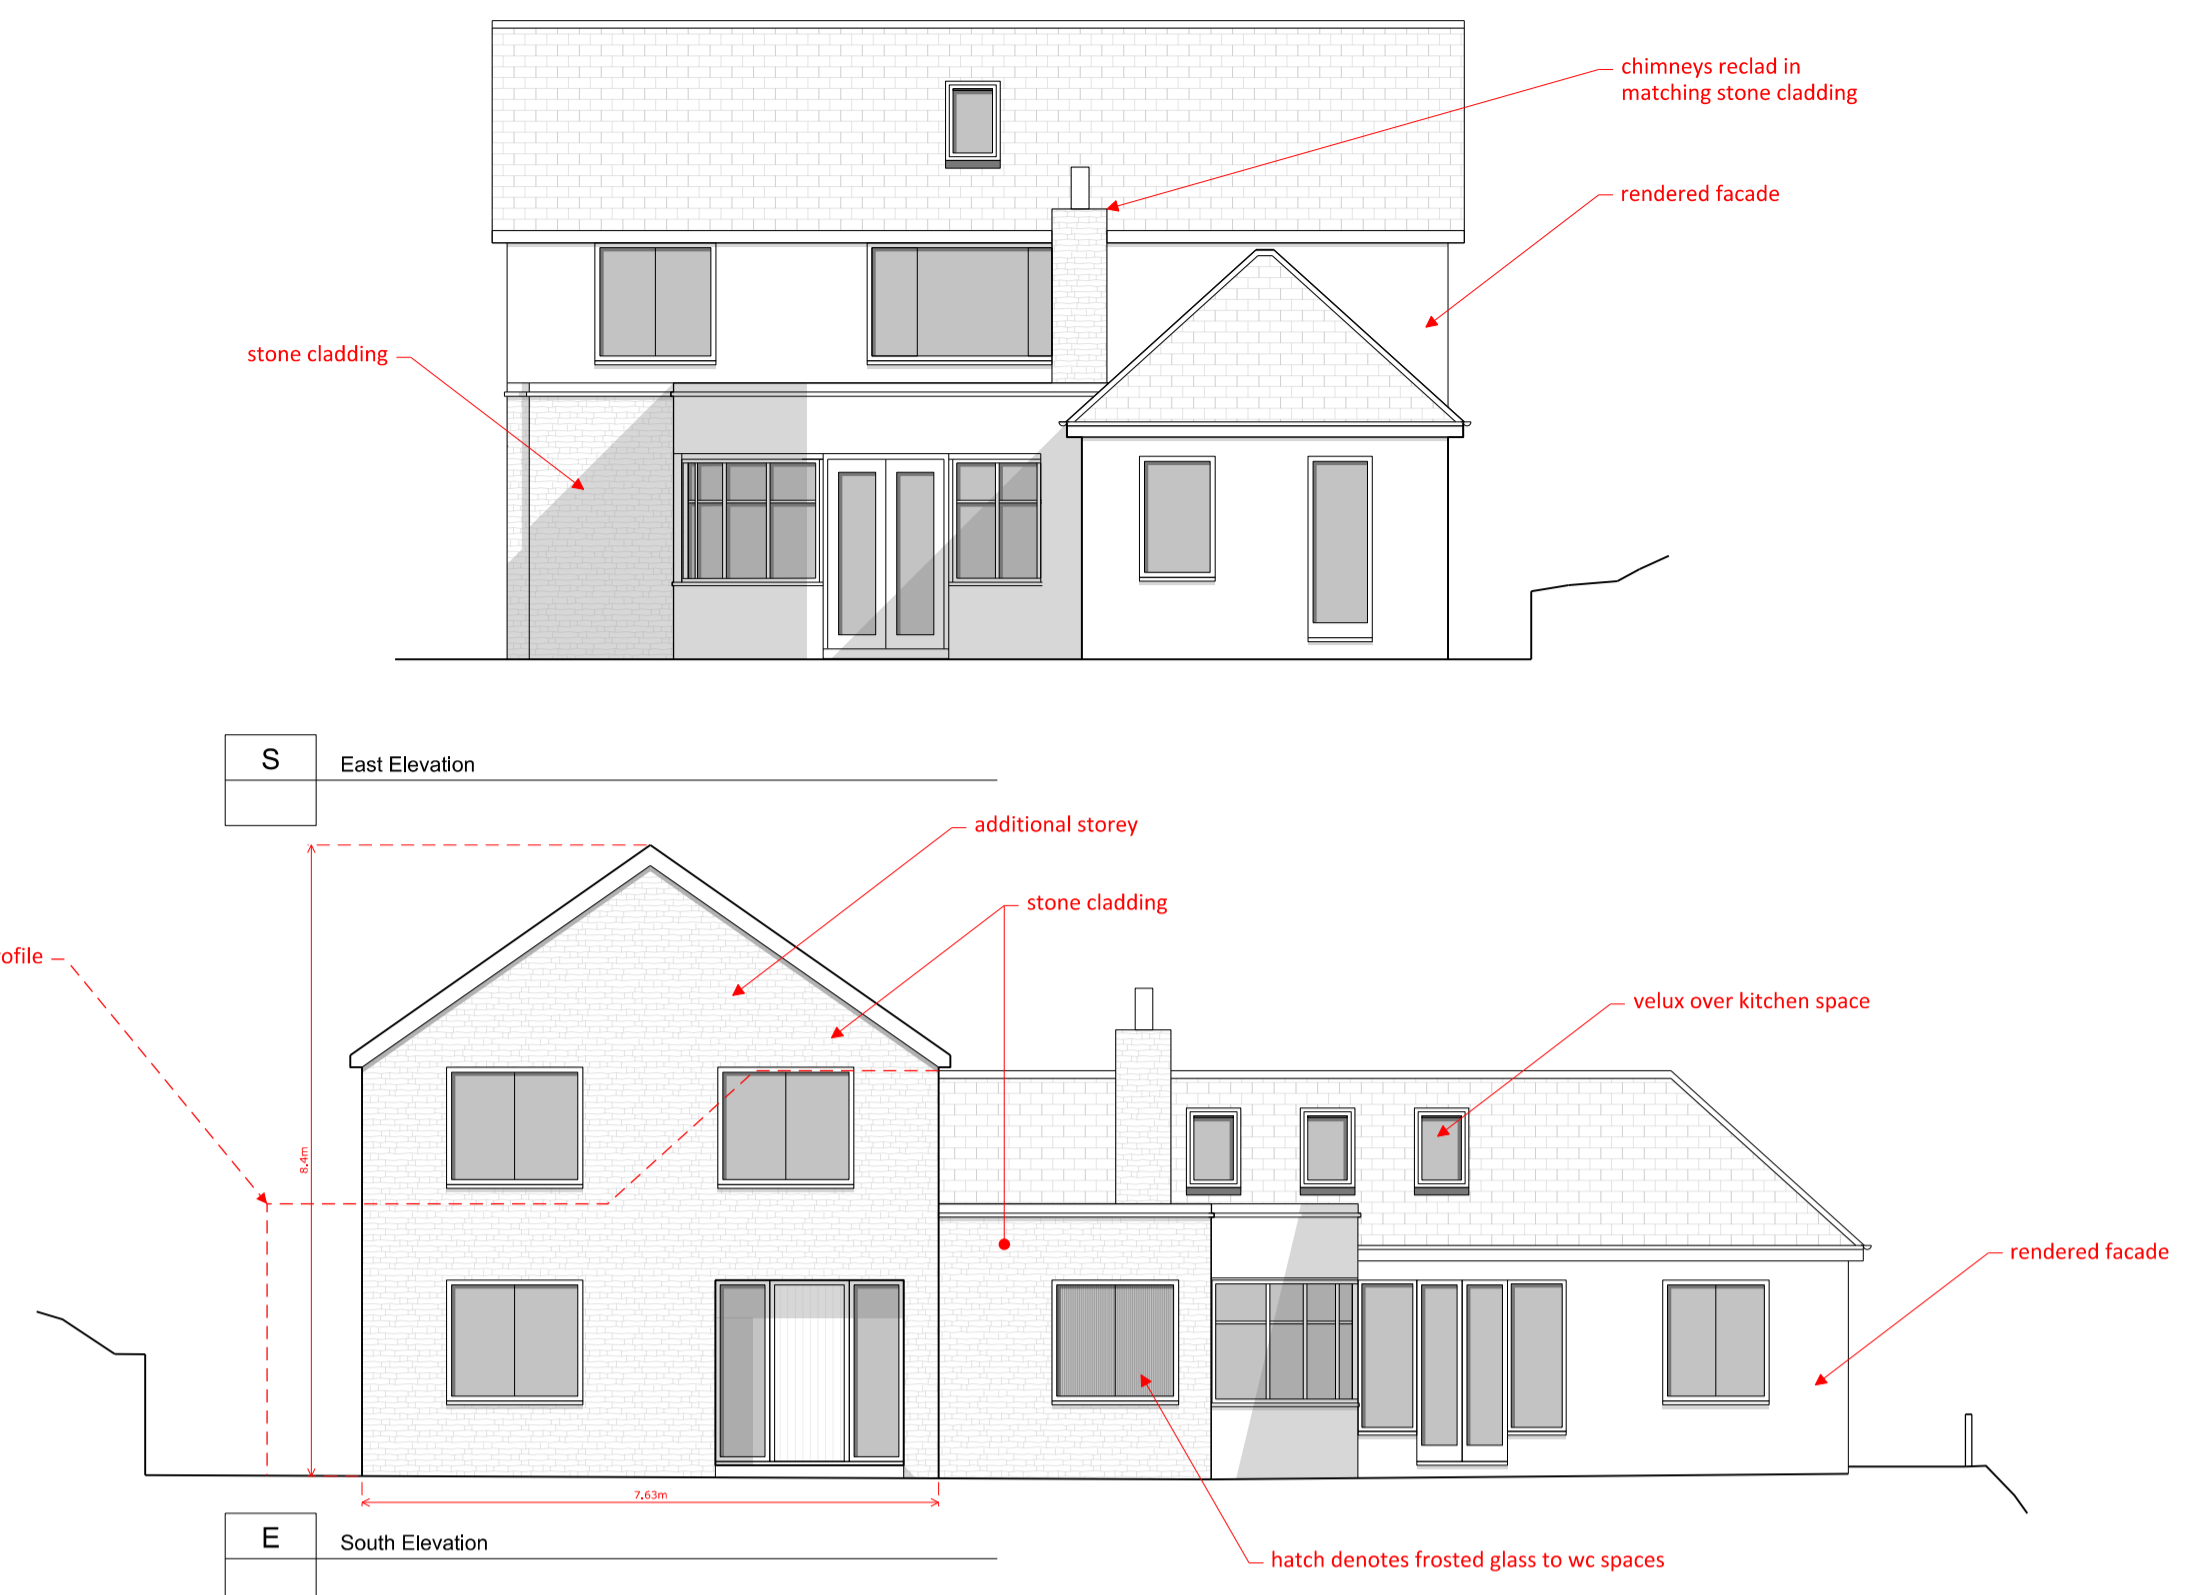 chimneys reclad in
matching stone cladding
rendered facade
stone cladding
S
East Elevation
additional storey
stone cladding
ofile
velux over kitchen space
8.4m
rendered facade
7.63m
E
South Elevation
hatch denotes frosted glass to wc spaces